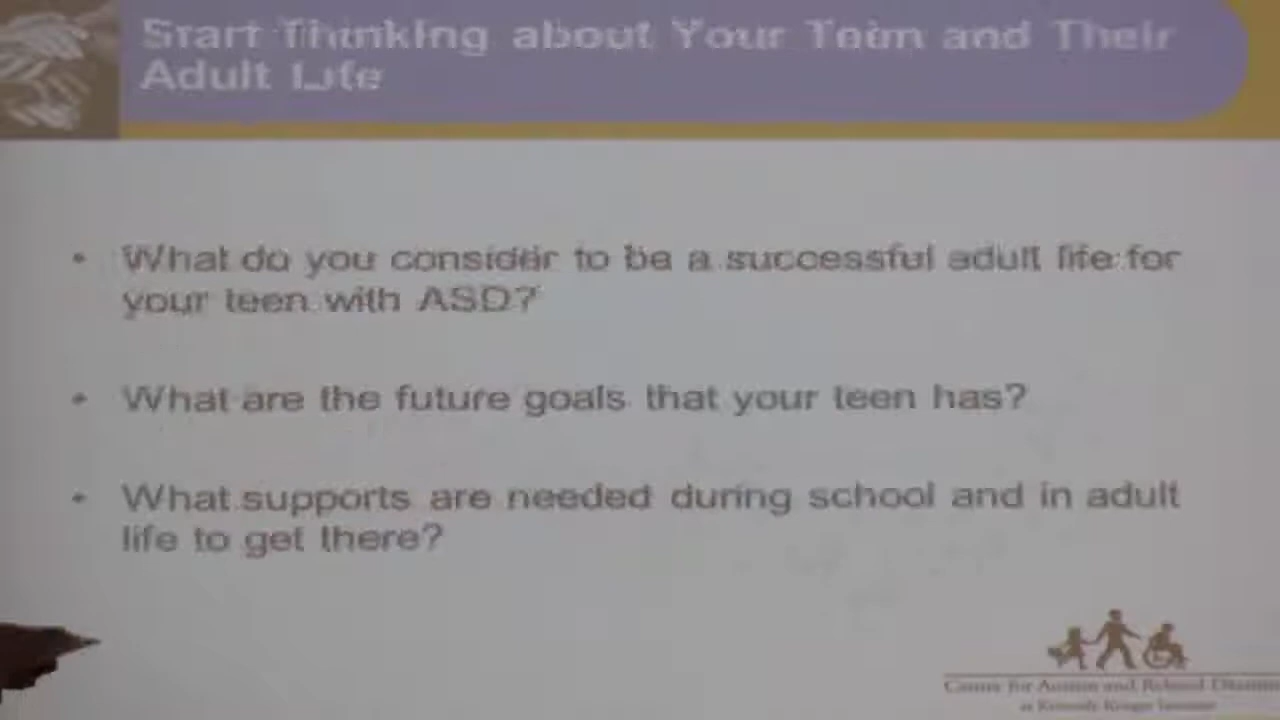 Start Thinking about Your Teen and Their
Adult Life
• What do you consider to be a successful adult life for
your teen with ASD?
• What are the future goals that your teen has?
• What supports are needed during school and in adult
life to get there?
Center for Autism and Related
at Kennedy Krieger Institute